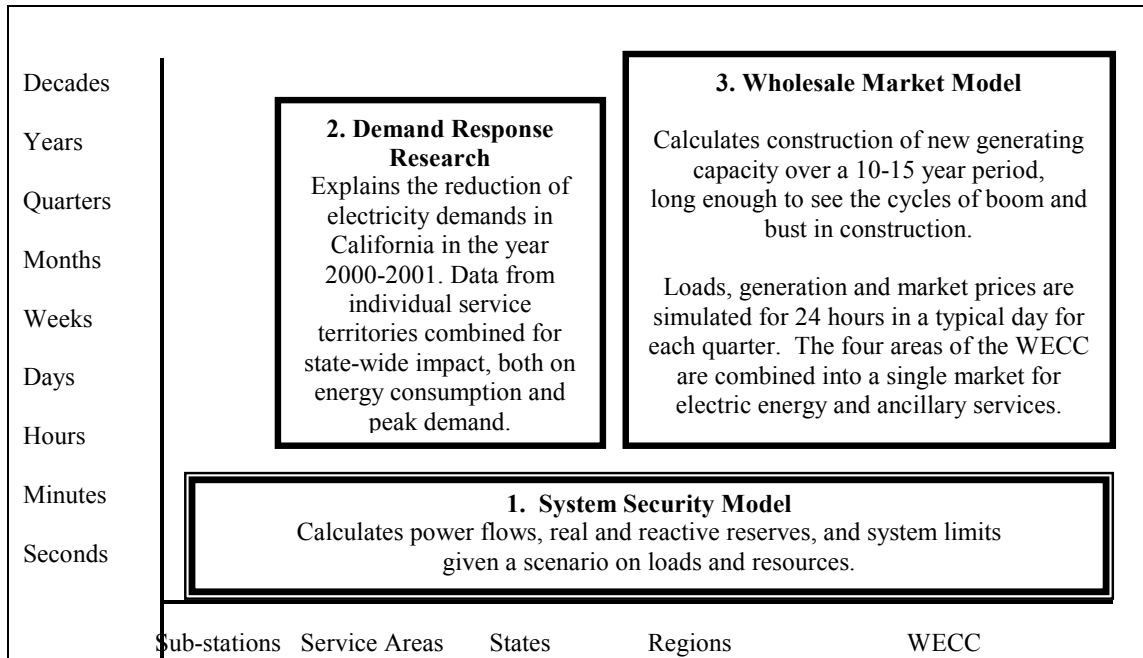 Decades
Years
Quarters
Months
Weeks
Days
Hours
Minutes
Seconds
2. Demand Response
Research
Explains the reduction of
electricity demands in
California in the year
2000-2001. Data from
individual service
territories combined for
state-wide impact, both on
energy consumption and
peak demand.
3. Wholesale Market Model
Calculates construction of new generating
capacity over a 10-15 year period,
long enough to see the cycles of boom and
bust in construction.
Loads, generation and market prices are
simulated for 24 hours in a typical day for
each quarter. The four areas of the WECC
are combined into a single market for
electric energy and ancillary services.
1. System Security Model
Calculates power flows, real and reactive reserves, and system limits
given a scenario on loads and resources.
Sub-stations Service Areas States Regions WECC